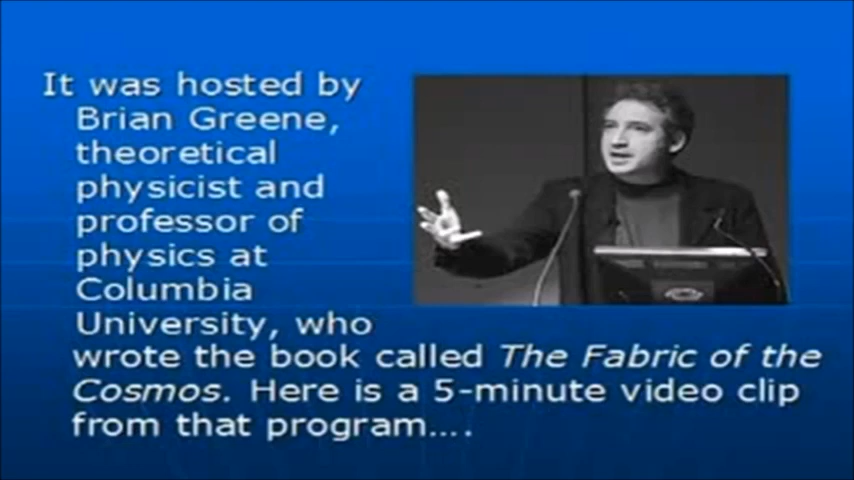 It was hosted by
Brian Greene,
theoretical
physicist and
professor of
physics at
Columbia
University, who
wrote the book called The Fabric of the
Cosmos. Here is a 5-minute video clip
from that program....